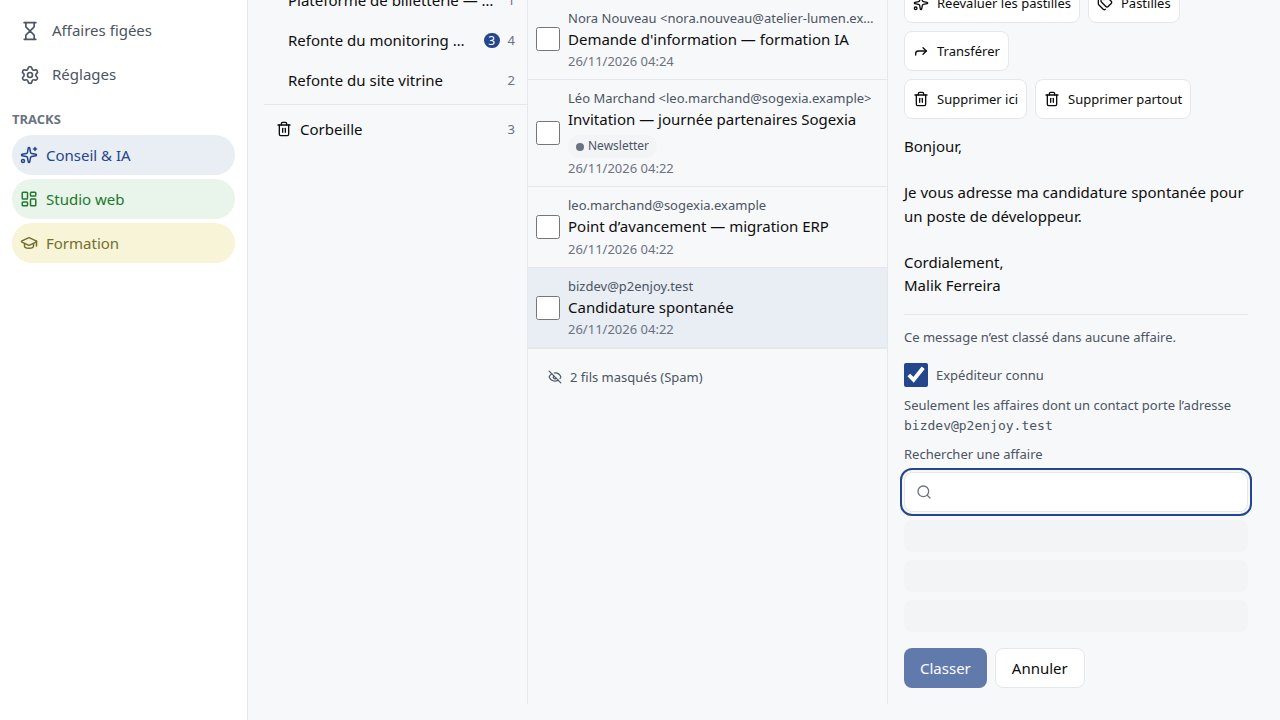 Affaires figées
Réglages
TRACKS
Conseil & IA
Studio web
Formation
Plateforme de billetterie — ... 1
Refonte du monitoring ... 3 4
Refonte du site vitrine 2
Corbeille 3
Nora Nouveau <nora.nouveau@atelier-lumen.ex...
Demande d'information — formation IA
26/11/2026 04:24
Léo Marchand <leo.marchand@sogexia.example>
Invitation — journée partenaires Sogexia
Newsletter
26/11/2026 04:22
leo.marchand@sogexia.example
Point d’avancement — migration ERP
26/11/2026 04:22
bizdev@p2enjoy.test
Candidature spontanée
26/11/2026 04:22
2 fils masqués (Spam)
Réévaluer les pastilles
Pastilles
Transférer
Supprimer ici
Supprimer partout
Bonjour,
Je vous adresse ma candidature spontanée pour
un poste de développeur.
Cordialement,
Malik Ferreira
Ce message n’est classé dans aucune affaire.
Expéditeur connu
Seulement les affaires dont un contact porte l’adresse
bizdev@p2enjoy.test
Rechercher une affaire
Classer
Annuler